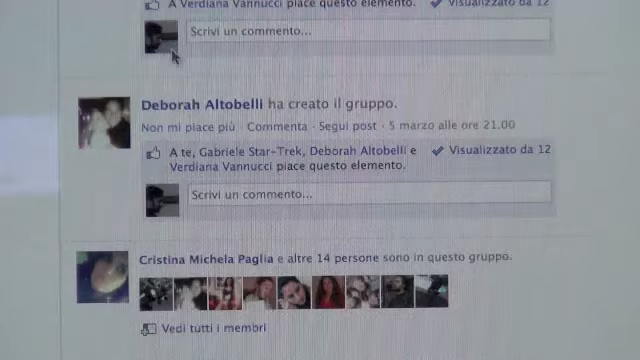 A Verdiana Vannucci piace questo elemento. Visualizzato da 12
Scrivi un commento...
Deborah Altobelli ha creato il gruppo.
Non mi piace più · Commenta · Segui post · 5 marzo alle ore 21.00
A te, Gabriele Star-Trek, Deborah Altobelli e Visualizzato da 12
Verdiana Vannucci piace questo elemento.
Scrivi un commento...
Cristina Michela Paglia e altre 14 persone sono in questo gruppo.
Vedi tutti i membri